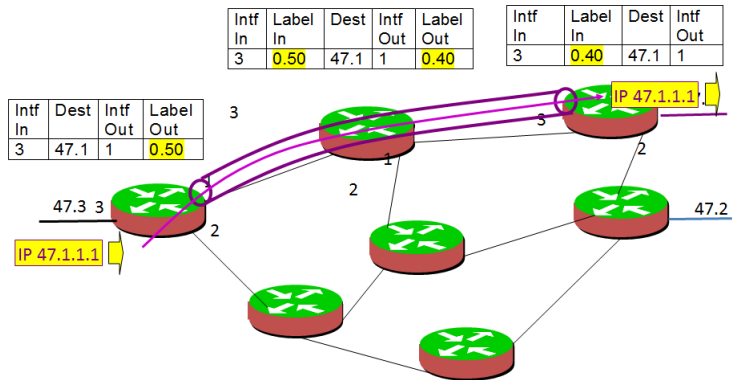 Intf In Label In Dest Intf Out Label Out
3 0.50 47.1 1 0.40
Intf In Label In Dest Intf Out
3 0.40 47.1 1
Intf In Dest Intf Out Label Out
3 47.1 1 0.50
IP 47.1.1.1
3
3
1
2
1
2
47.3 3
2
47.2
IP 47.1.1.1